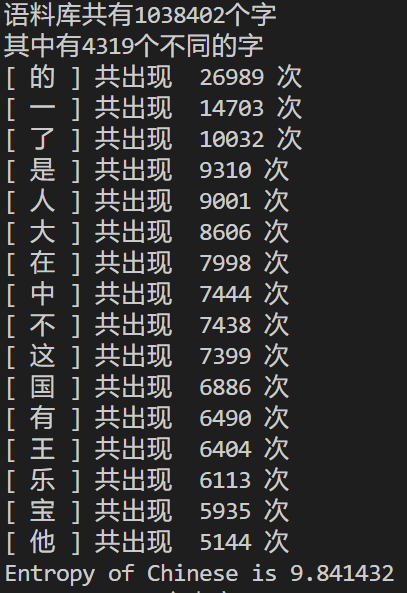 语料库共有1038402个字
其中有4319个不同的字
[ 的 ] 共出现  26989 次
[ 一 ] 共出现  14703 次
[ 了 ] 共出现  10032 次
[ 是 ] 共出现  9310 次
[ 人 ] 共出现  9001 次
[ 大 ] 共出现  8606 次
[ 在 ] 共出现  7998 次
[ 中 ] 共出现  7444 次
[ 不 ] 共出现  7438 次
[ 这 ] 共出现  7399 次
[ 国 ] 共出现  6886 次
[ 有 ] 共出现  6490 次
[ 王 ] 共出现  6404 次
[ 乐 ] 共出现  6113 次
[ 宝 ] 共出现  5935 次
[ 他 ] 共出现  5144 次
Entropy of Chinese is 9.841432